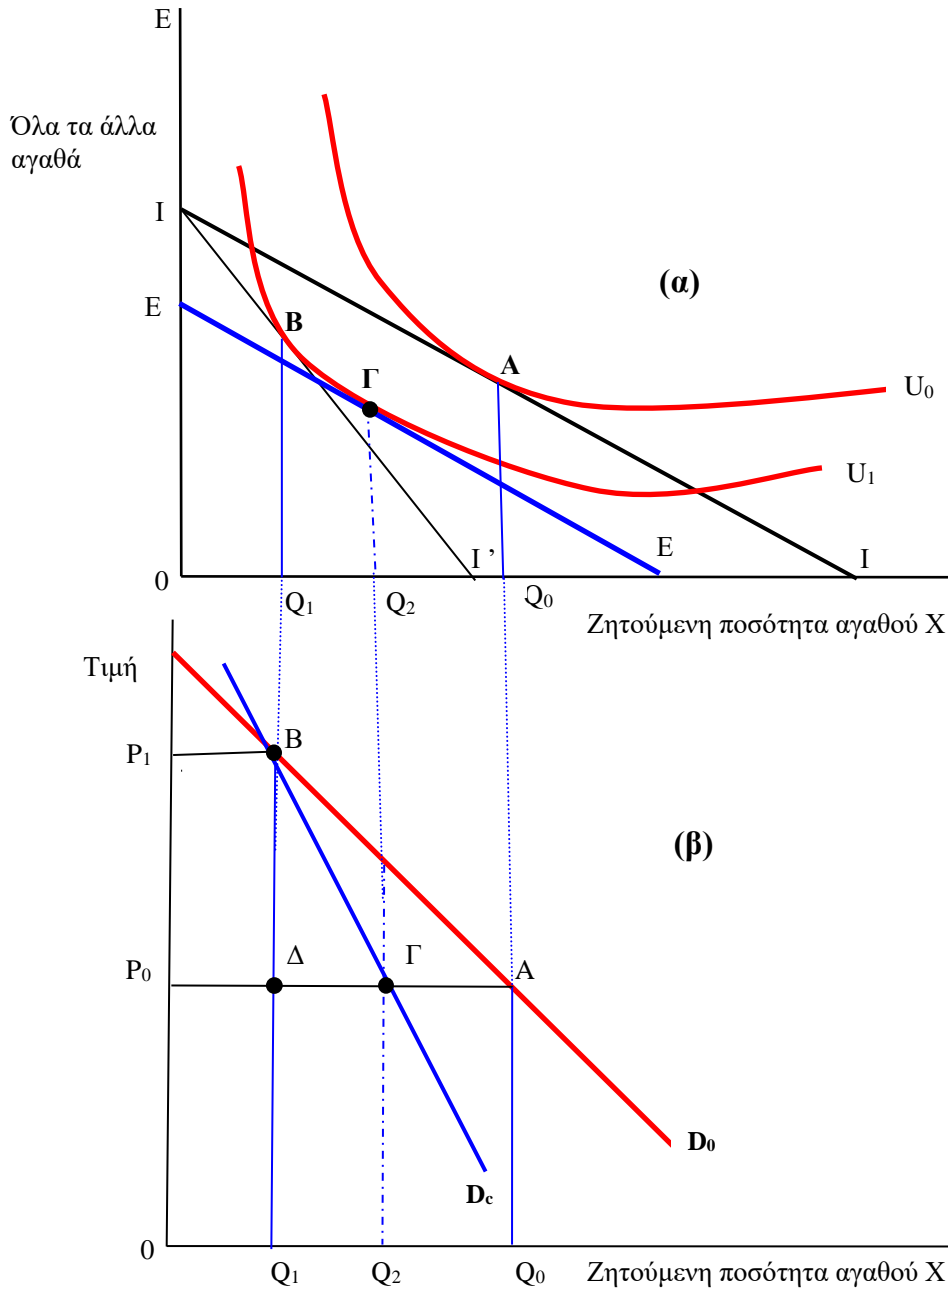 E
Όλα τα άλλα
αγαθά
I
(α)
E
B
Γ
A
U0
U1
I ’
E
I
0
Q1
Q2
Q0
Ζητούμενη ποσότητα αγαθού Χ
Τιμή
P1
B
(β)
P0
Δ
Γ
A
D0
Dc
0
Q1
Q2
Q0
Ζητούμενη ποσότητα αγαθού Χ